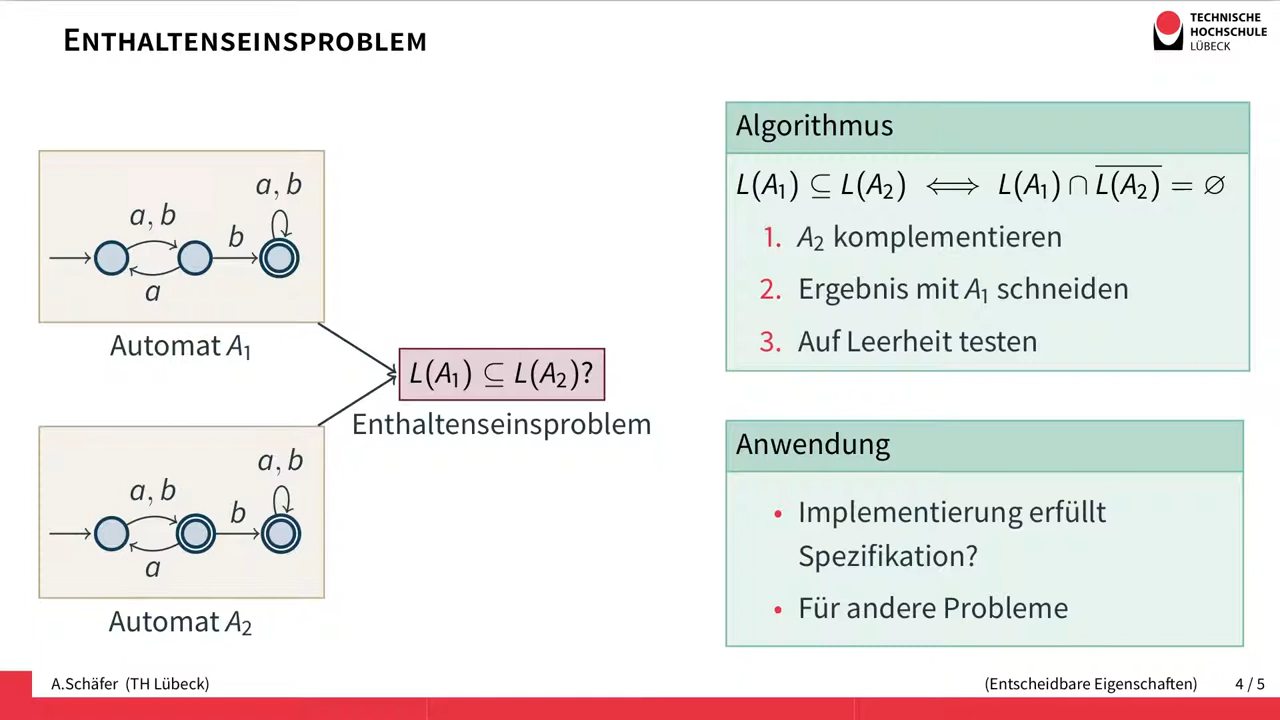 ENTHALTENSEINSPROBLEM
TECHNISCHE
HOCHSCHULE
LÜBECK
a, b
a, b
b
a
Automat A₁
L(A₁) ⊆ L(A₂)?
Enthaltenseinsproblem
a, b
a, b
b
a
Automat A₂
Algorithmus
L(A₁) ⊆ L(A₂) ⟺ L(A₁) ∩ \overline{L(A₂)} = ∅
1. A₂ komplementieren
2. Ergebnis mit A₁ schneiden
3. Auf Leerheit testen
Anwendung
• Implementierung erfüllt
Spezifikation?
• Für andere Probleme
A.Schäfer (TH Lübeck)
(Entscheidbare Eigenschaften)
4 / 5